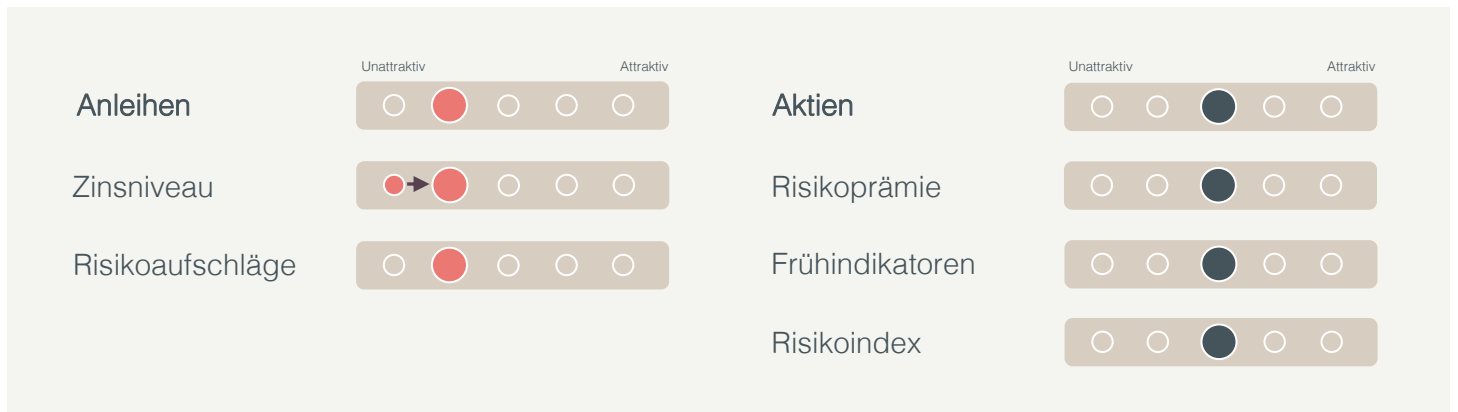 Unattraktiv Attraktiv
Anleihen
Zinsniveau
Risikoaufschläge
Unattraktiv Attraktiv
Aktien
Risikoprämie
Frühindikatoren
Risikoindex